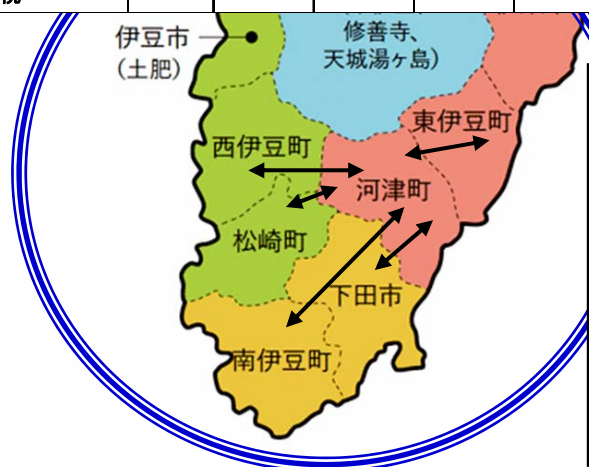 伊豆市
(土肥)
修善寺、
天城湯ヶ島)
東伊豆町
西伊豆町
河津町
松崎町
下田市
南伊豆町